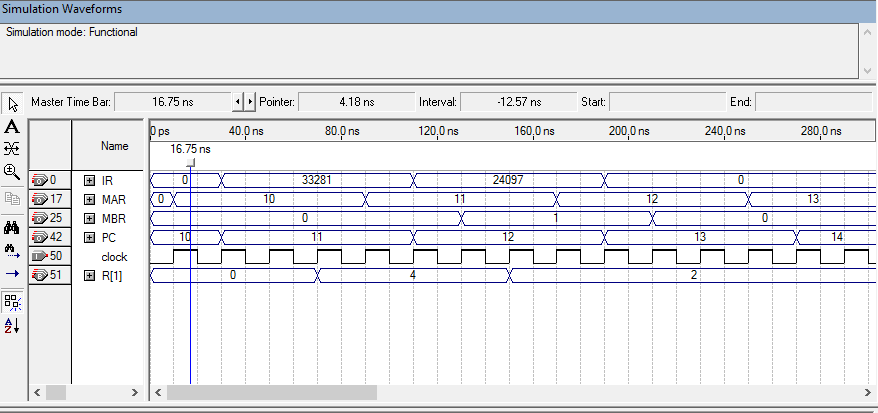 Simulation Waveforms
Simulation mode: Functional
Master Time Bar: 16.75 ns Pointer: 4.18 ns Interval: -12.57 ns Start: End:
Name
0 ps 40.0 ns 80.0 ns 120.0 ns 160.0 ns 200.0 ns 240.0 ns 280.0 ns
16.75 ns
0 IR 0 33281 24097 0
17 MAR 0 10 11 12 13
25 MBR 0 1 0
42 PC 10 11 12 13 14
50 clock
51 R[1] 0 4 2